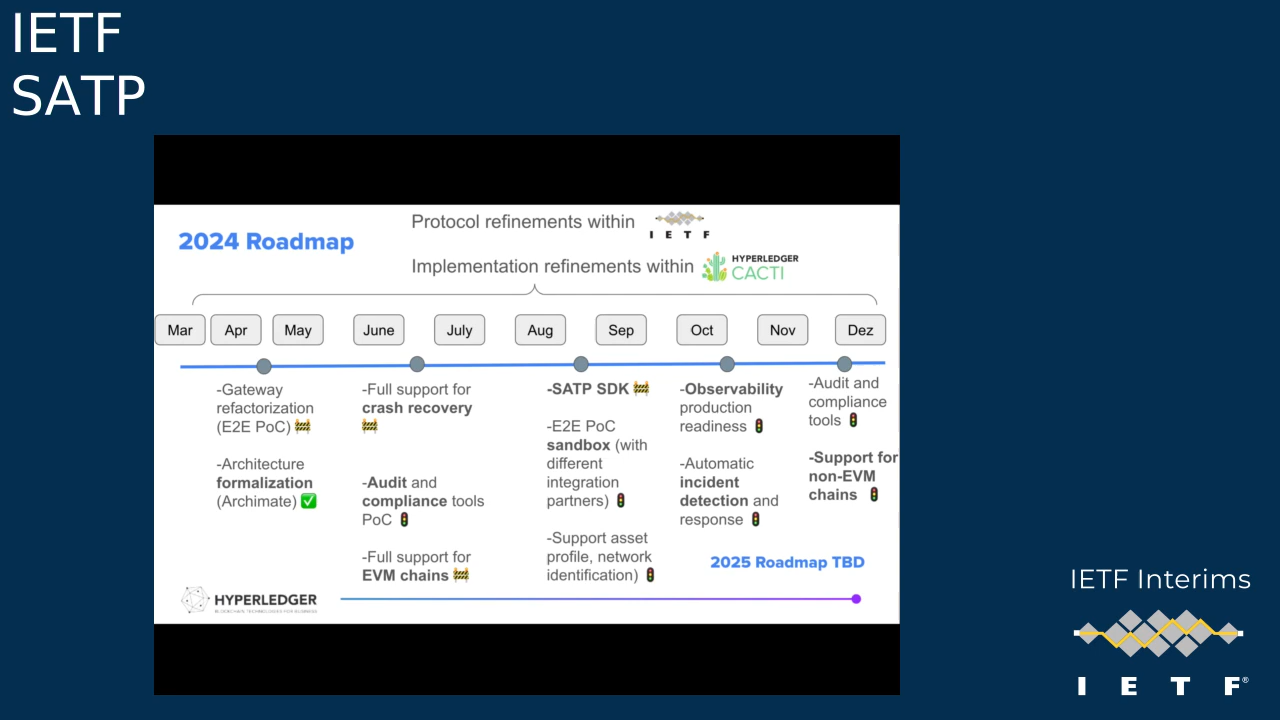 IETF
SATP
2024 Roadmap
Protocol refinements within
I E T F
Implementation refinements within
HYPERLEDGER
CACTI
Mar
Apr
May
June
July
Aug
Sep
Oct
Nov
Dez
-Gateway
refactorization
(E2E PoC)
-Architecture
formalization
(Archimate)
-Full support for
crash recovery
-Audit and
compliance tools
PoC
-Full support for
EVM chains
-SATP SDK
-E2E PoC
sandbox (with
different
integration
partners)
-Support asset
profile, network
identification)
-Observability
production
readiness
-Automatic
incident
detection and
response
-Audit and
compliance
tools
-Support for
non-EVM
chains
2025 Roadmap TBD
HYPERLEDGER
BLOCKCHAIN TECHNOLOGIES FOR BUSINESS
IETF Interims
I E T F®